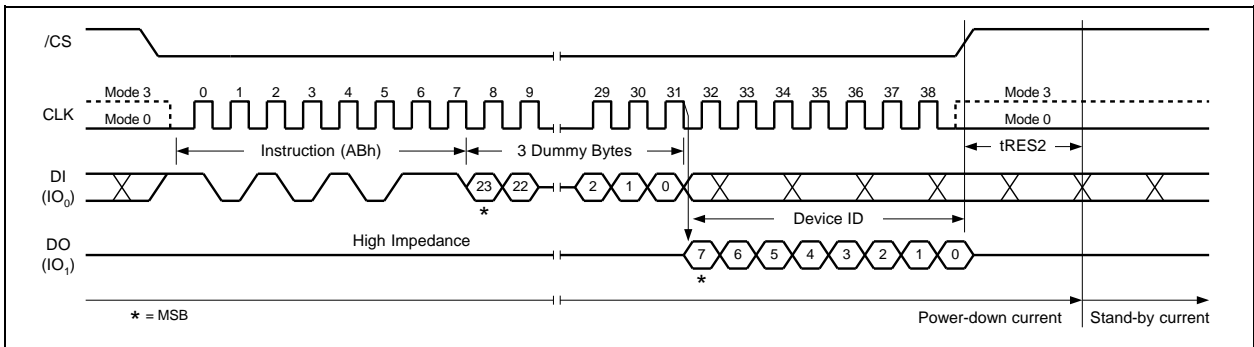 /CS
Mode 3 0 1 2 3 4 5 6 7 8 9 29 30 31 32 33 34 35 36 37 38 Mode 3
CLK
Mode 0 Mode 0
Instruction (ABh) 3 Dummy Bytes tRES2
DI
(IO0)
23 22 2 1 0
*
Device ID
DO
(IO1)
High Impedance
7 6 5 4 3 2 1 0
*
* = MSB
Power-down current Stand-by current